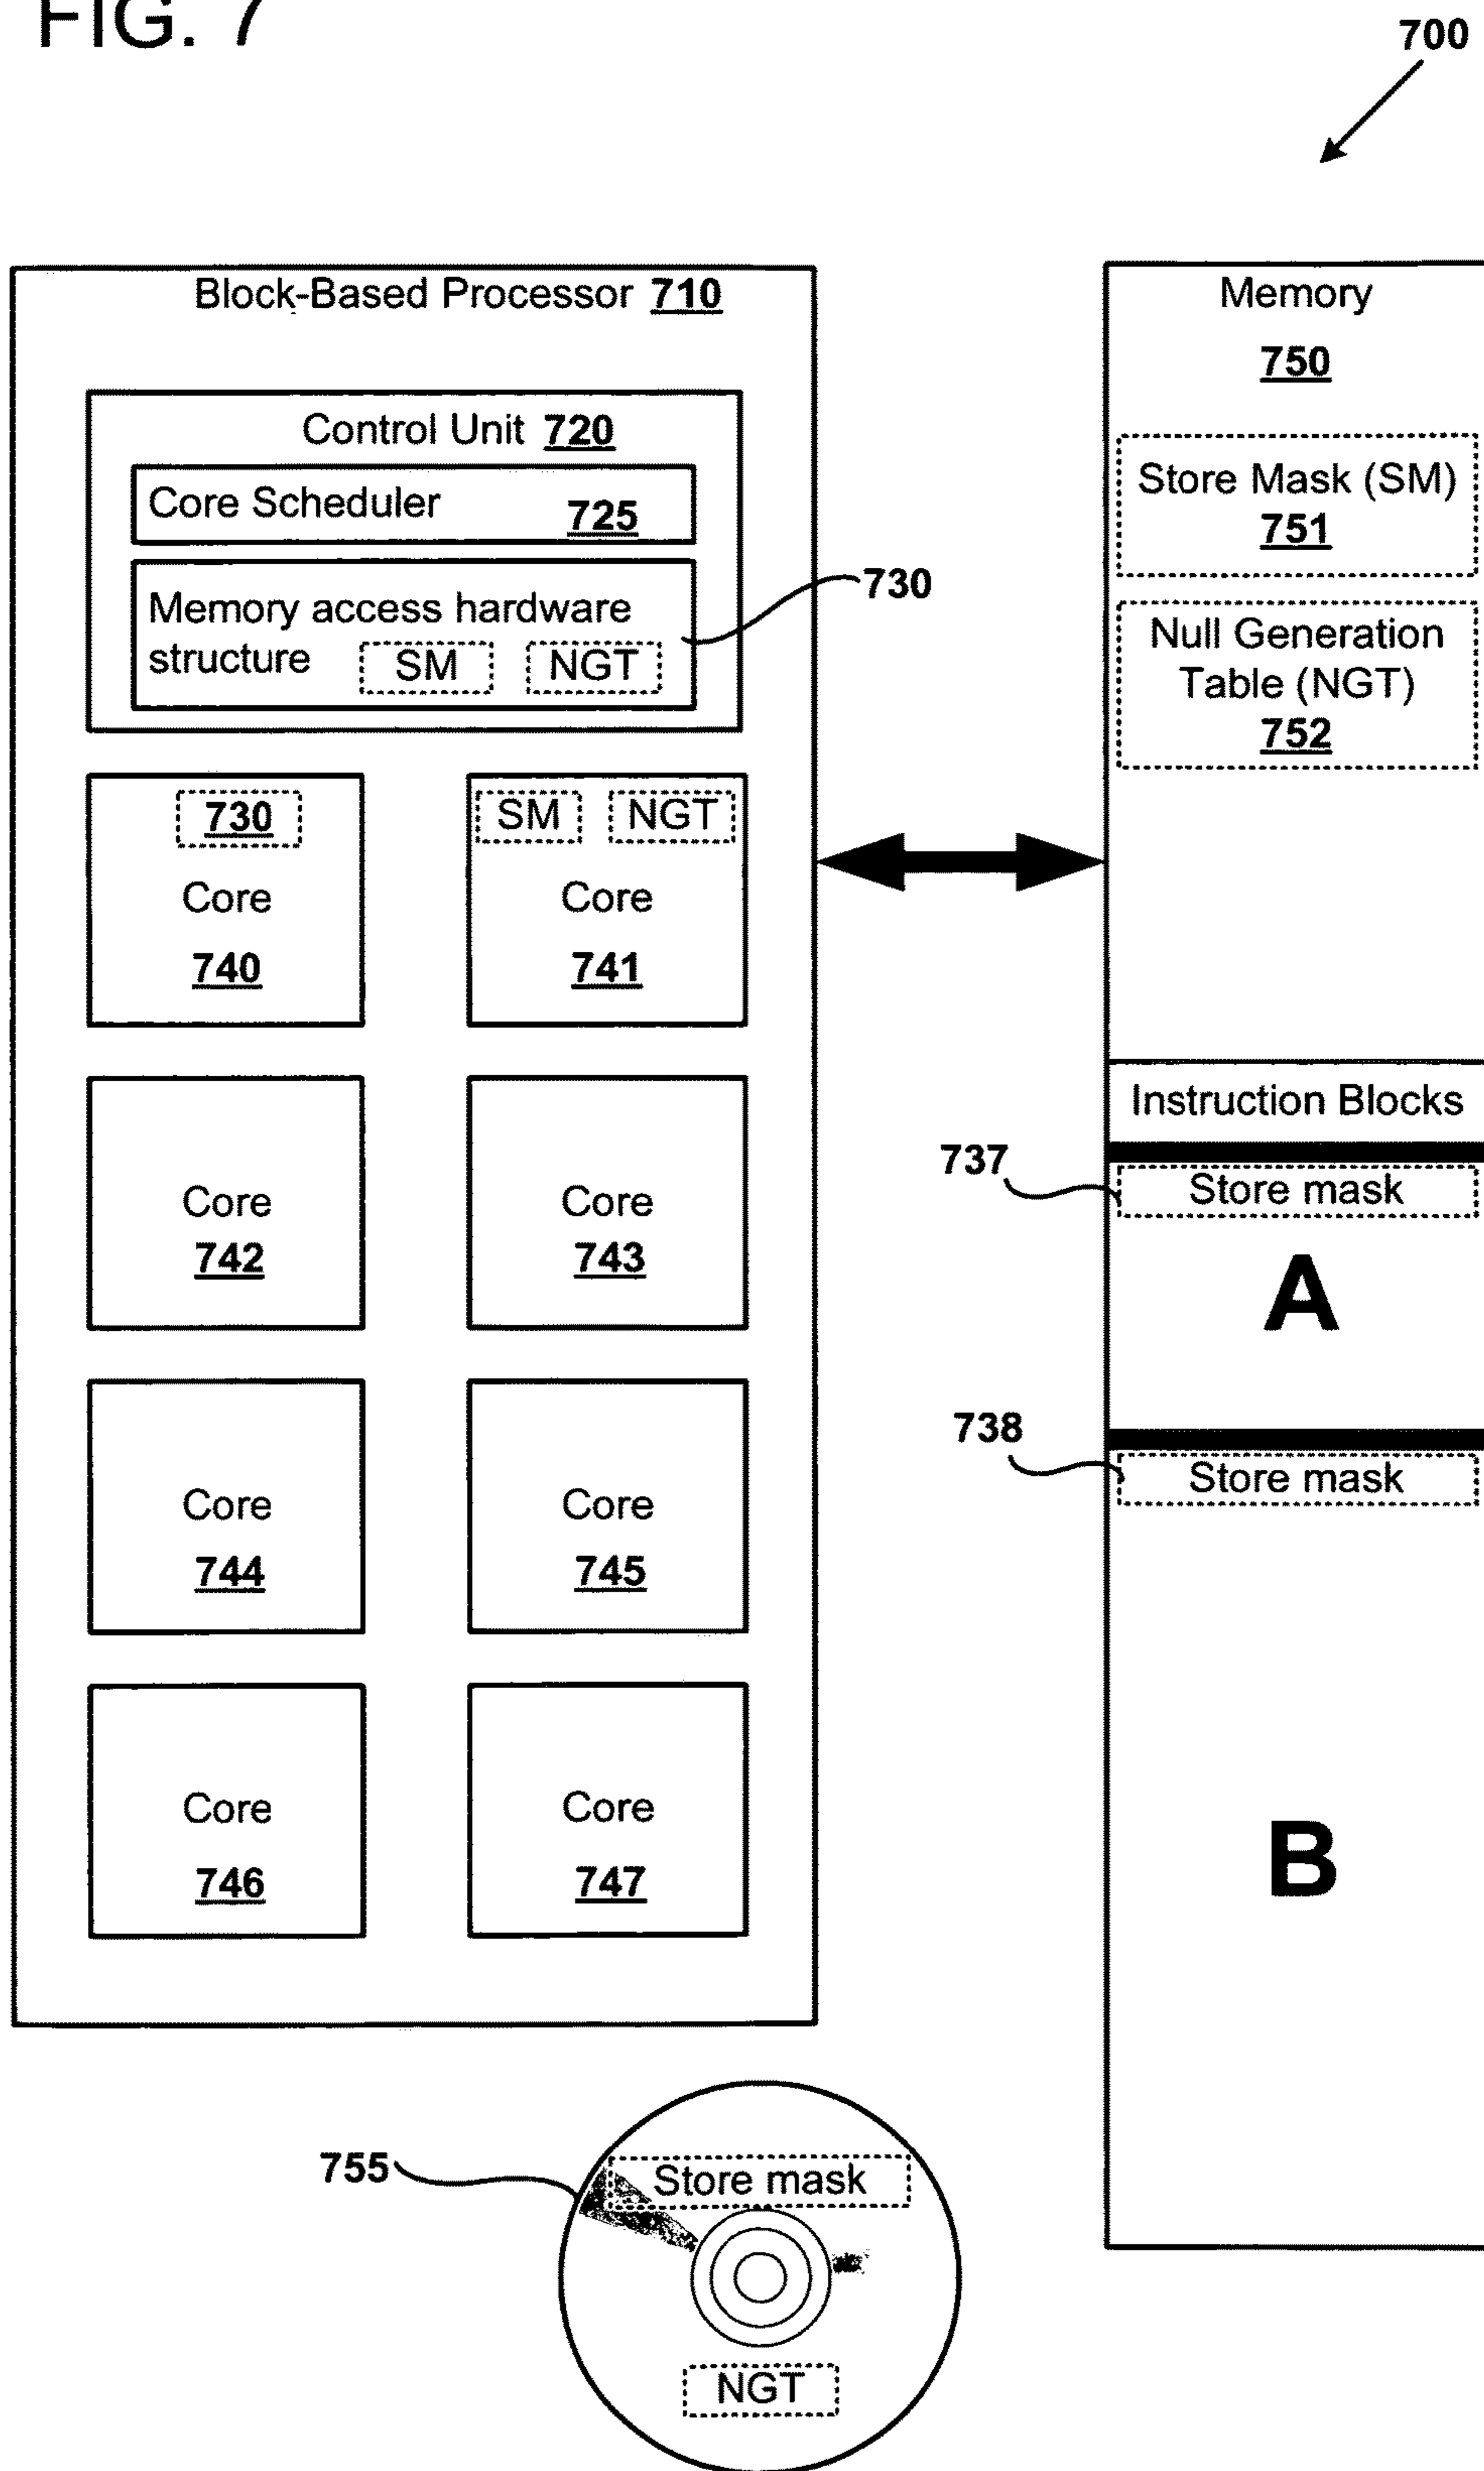 FIG. 7
700
Block-Based Processor 710
Control Unit 720
Core Scheduler 725
Memory access hardware
structure SM NGT
730
730
Core
740
SM NGT
Core
741
Core
742
Core
743
Core
744
Core
745
Core
746
Core
747
Memory
750
Store Mask (SM)
751
Null Generation
Table (NGT)
752
Instruction Blocks
737
Store mask
A
738
Store mask
B
755
Store mask
NGT